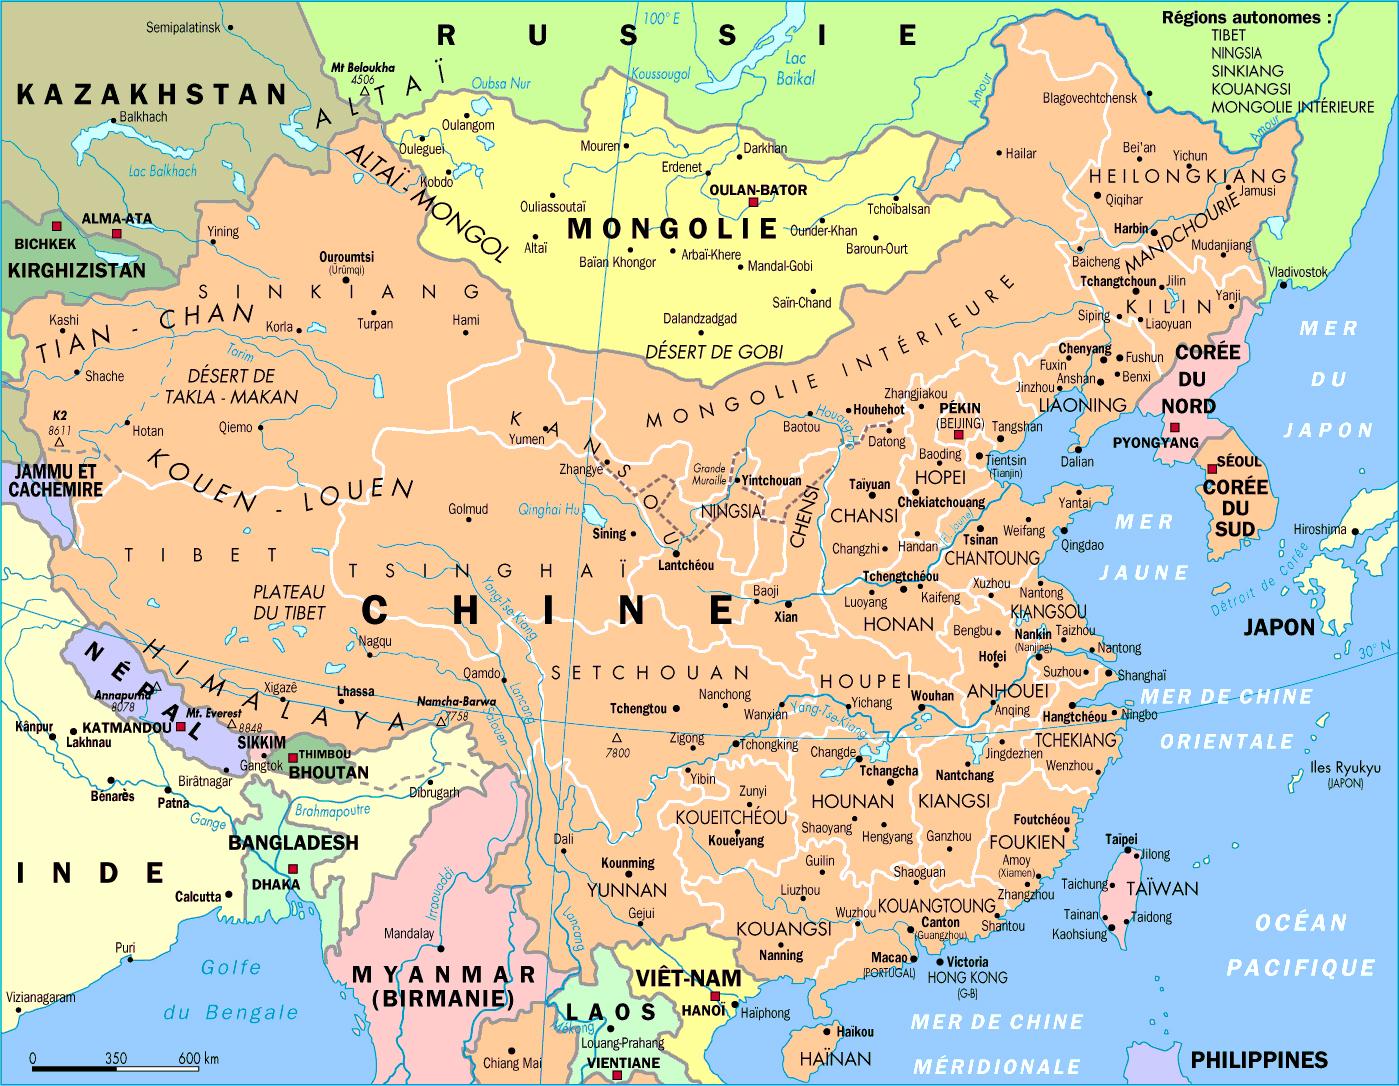 RUSSIE
Régions autonomes :
TIBET
NINGSIA
SINKIANG
KOUANGSI
MONGOLIE INTÉRIEURE
100° E
Semipalatinsk
KAZAKHSTAN
Mt Beloukha
4506
ALTAÏ
Oubsa Nur
Koussougol
Lac
Baïkal
Amour
Blagovechtchensk
Amour
Balkhach
Lac Balkhach
Oulangom
Ouleguei
Kobdo
ALTAÏ-MONGOL
Mouren
Darkhan
Erdenet
OULAN-BATOR
Ouliassoutaï
Tchoïbalsan
MONGOLIE
Ounder-Khan
Altaï
Baïan Khongor
Arbaï-Khere
Mandal-Gobi
Baroun-Ourt
Saïn-Chand
Dalandzadgad
DÉSERT DE GOBI
Hailar
Bei'an
Yichun
HEILONGKIANG
Jamusi
Qiqihar
Harbin
MANDCHOURIE
Mudanjiang
Baicheng
Tchangtchoun
Jilin
KILIN
Yanji
Siping
Liaoyuan
Vladivostok
ALMA-ATA
BICHKEK
KIRGHIZISTAN
Yining
Ouroumtsi
(Ürümqi)
SINKIANG
TIAN-CHAN
Kashi
Korla
Turpan
Hami
Tarim
Shache
DÉSERT DE
TAKLA - MAKAN
K2
8611
Hotan
Qiemo
JAMMU ET
CACHEMIRE
KOUEN - LOUEN
KANSOU
Yumen
Zhangye
MONGOLIE INTÉRIEURE
Baotou
Houang-H
Houhehot
Zhangjiakou
Datong
PÉKIN
(BEIJING)
Tangshan
Baoding
Tientsin
(Tianjin)
HOPEI
Chenyang
Fushun
Fuxin
Anshan
Benxi
Jinzhou
LIAONING
Dalian
CORÉE
DU
NORD
PYONGYANG
SÉOUL
CORÉE
DU
SUD
MER
DU
JAPON
Grande
Muraille
Yintchouan
NINGSIA
CHENSI
Taïyuan
CHANSI
Chekiatchouang
Changzhi
Handan
(Fl. Jaune)
Tsinan
Weifang
CHANTOUNG
Yantai
Qingdao
MER
JAUNE
Hiroshima
Détroit de Corée
JAPON
Golmud
Qinghai Hu
Sining
Lantchéou
TIBET
TSINGHAÏ
PLATEAU
DU TIBET
CHINE
Yang-Tse-Kiang
Baoji
Xian
Tchengtchéou
Luoyang
Kaifeng
HONAN
Xuzhou
Nantong
KIANGSOU
Bengbu
Nankin
(Nanjing)
Taizhou
Hofei
Nantong
Suzhou
Shanghaï
30° N
NÉPAL
HIMALAYA
Annapurna
8078
KATMANDOU
Mt. Everest
8848
Nagqu
Qamdo
Xigazê
Lhassa
Namcha-Barwa
7758
Lancang
Salouen
SETCHOUAN
Nanchong
Tchengtou
Wanxian
7800
Zigong
Tchongking
Yibin
HOUPEI
Yichang
Wouhan
Yang-Tse-Kiang
Changde
ANHOUEI
Anqing
Hangtchéou
Ningbo
TCHEKIANG
Jingdezhen
Wenzhou
MER DE CHINE
ORIENTALE
Kânpur
Lakhnau
SIKKIM
Gangtok
THIMBOU
BHOUTAN
Birâtnagar
Bénarès
Patna
Gange
Dibrugarh
Brahmapoutre
BANGLADESH
DHAKA
INDE
Calcutta
Puri
Vizianagaram
Golfe
du Bengale
Irraouaddi
Mandalay
MYANMAR
(BIRMANIE)
Zunyi
KOUEITCHÉOU
Koueiyang
Tchangcha
HOUNAN
Shaoyang
Hengyang
Nantchang
KIANGSI
Ganzhou
Foutchéou
FOUKIEN
Amoy
(Xiamen)
Zhangzhou
Dali
Kounming
YUNNAN
Gejui
Lancang
Guilin
Liuzhou
Shaoguan
KOUANGTOUNG
Wuzhou
Canton
(Guangzhou)
Shantou
KOUANGSI
Nanning
Macao
(PORTUGAL)
Victoria
HONG KONG
(G-B)
Taïpei
Jilong
Taichung
TAÏWAN
Tainan
Taidong
Kaohsiung
Iles Ryukyu
(JAPON)
OCÉAN
PACIFIQUE
VIÊT-NAM
HANOÏ
Haïphong
LAOS
Mékong
Louang-Prahang
VIENTIANE
Chiang Mai
Haïkou
HAÏNAN
MER DE CHINE
MÉRIDIONALE
PHILIPPINES
0 350 600 km